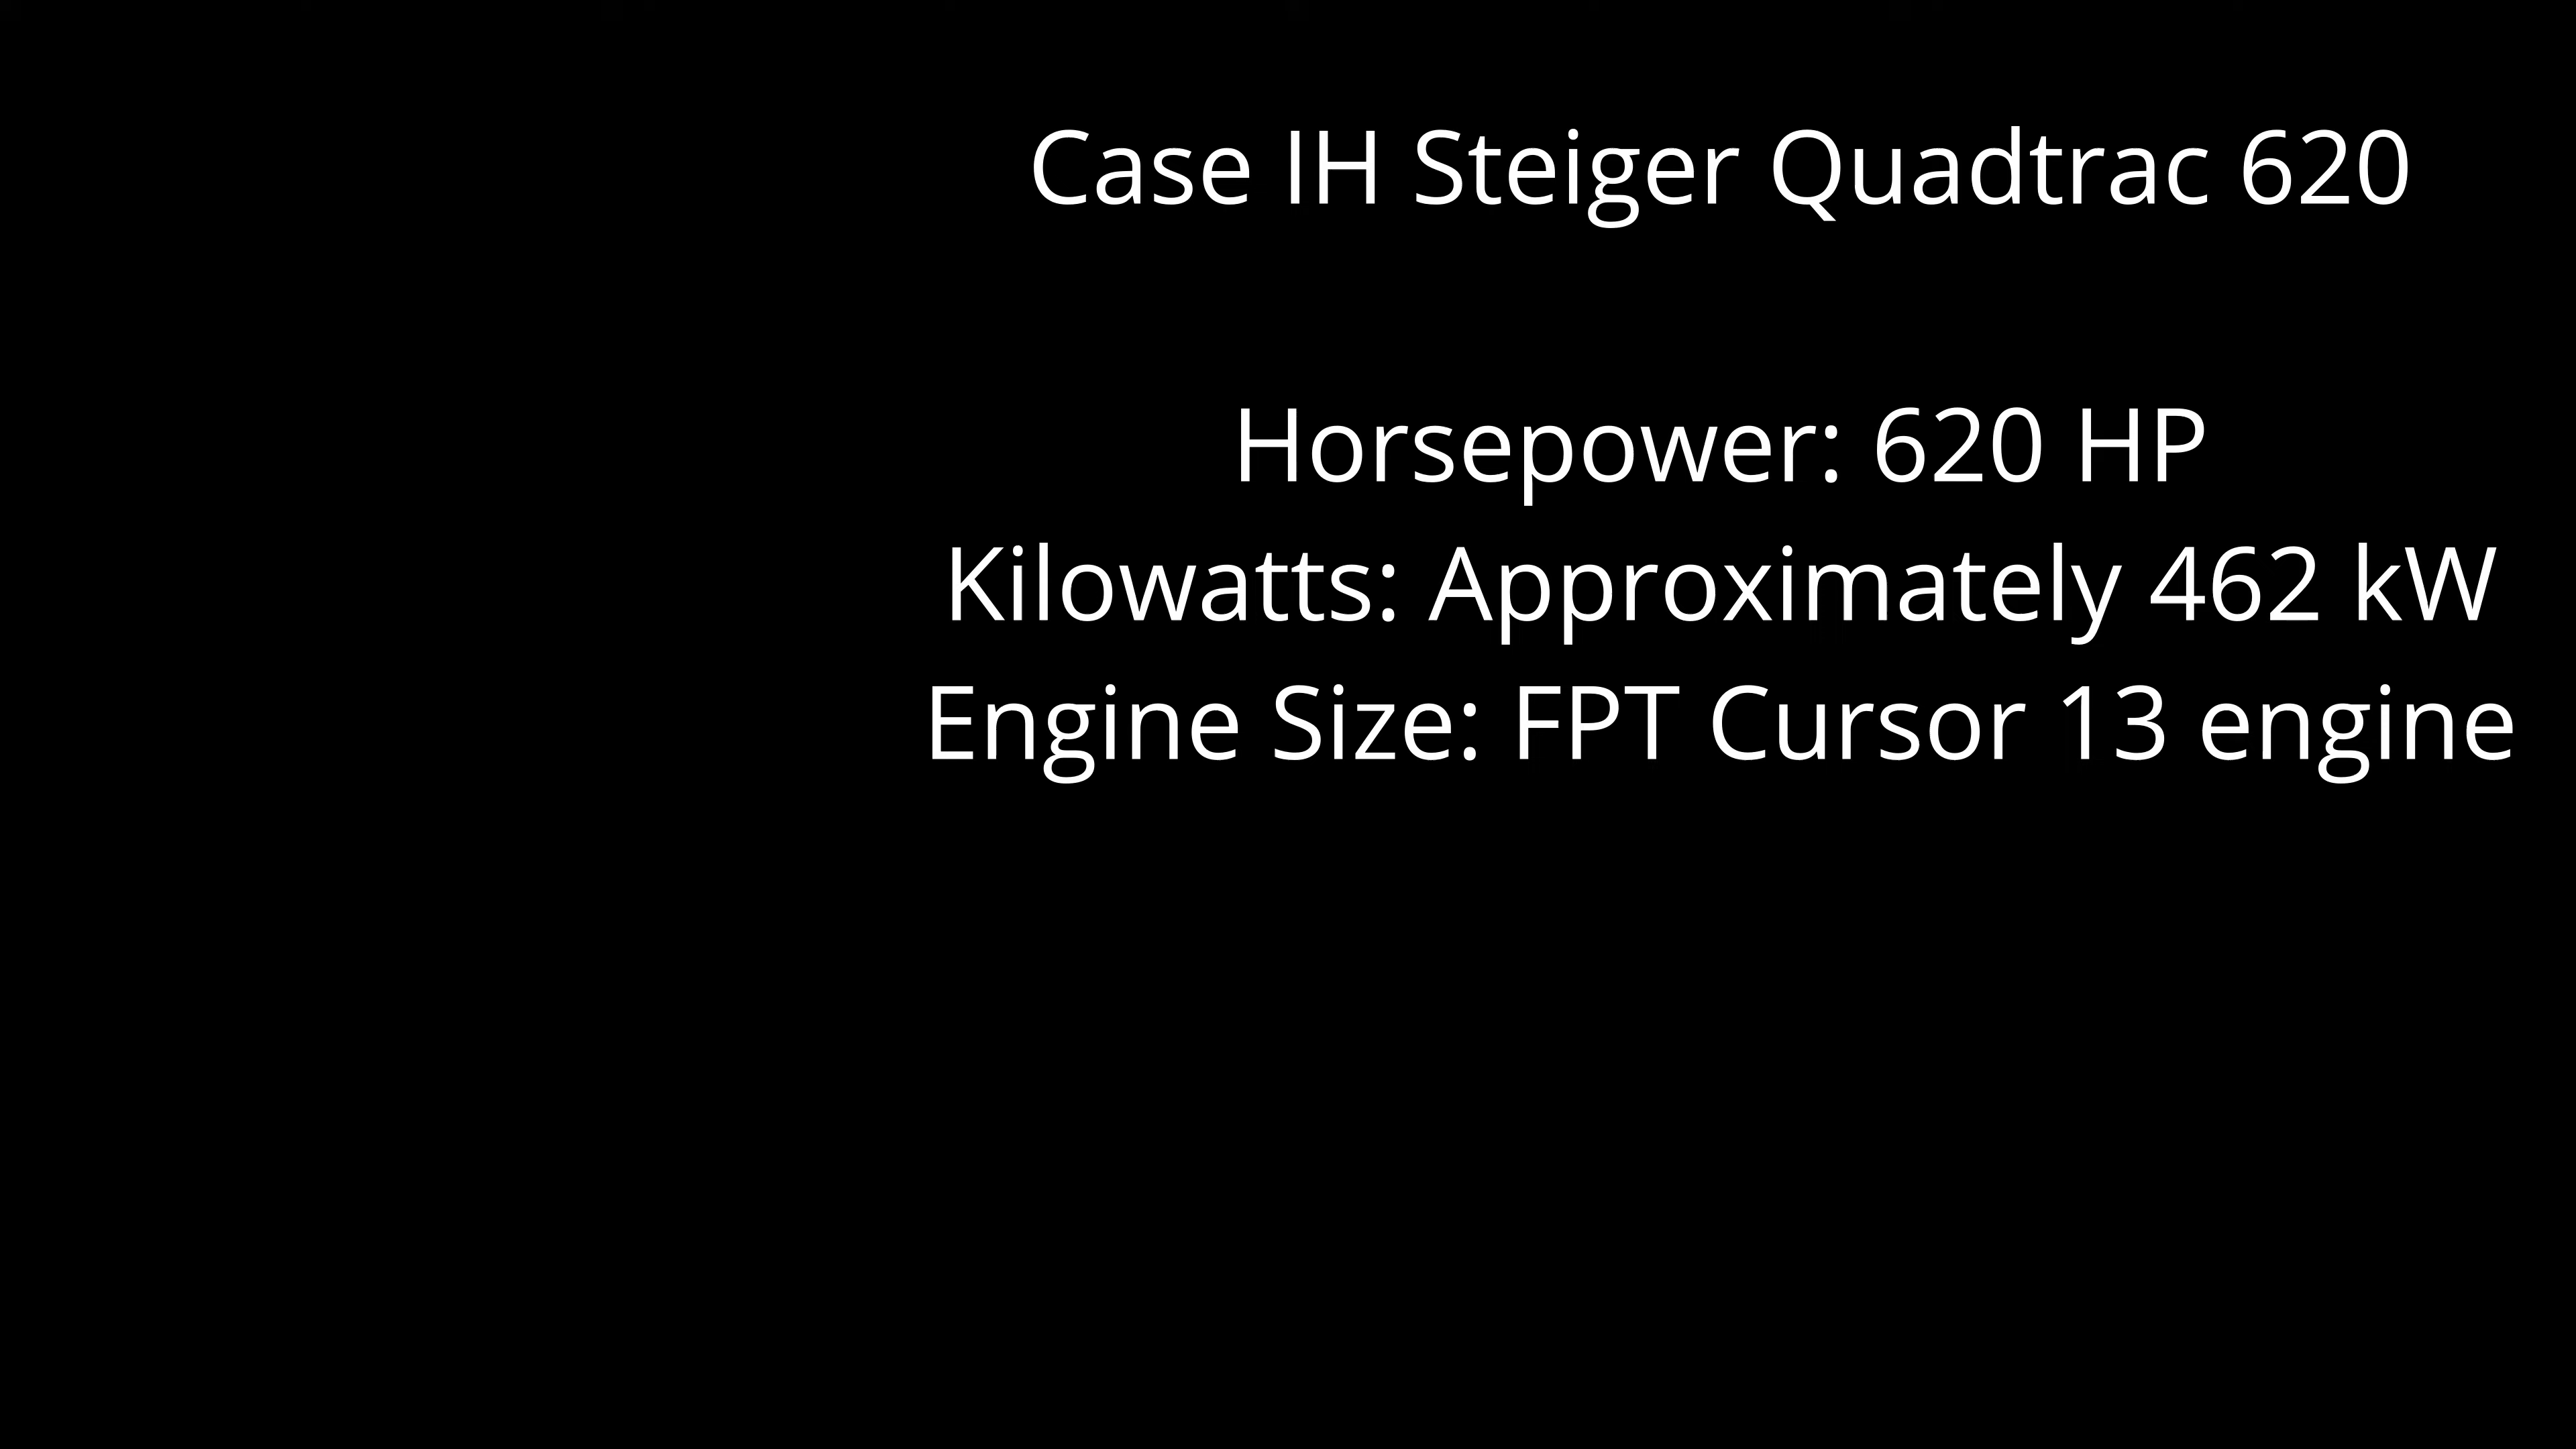 Case IH Steiger Quadtrac 620
Horsepower: 620 HP
Kilowatts: Approximately 462 kW
Engine Size: FPT Cursor 13 engine